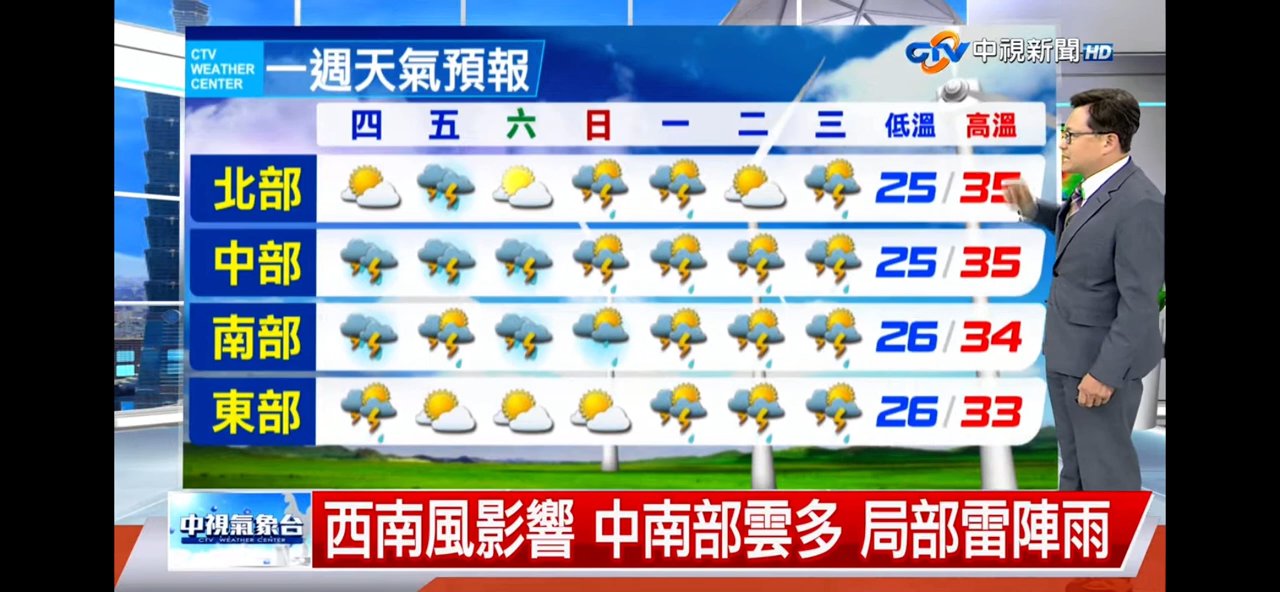 CTV
WEATHER
CENTER
一週天氣預報
CTV 中視新聞 HD
四 五 六 日 一 二 三 低溫 高溫
北部 25/35
中部 25/35
南部 26/34
東部 26/33
中視氣象台
CTV WEATHER CENTER
西南風影響 中南部雲多 局部雷陣雨